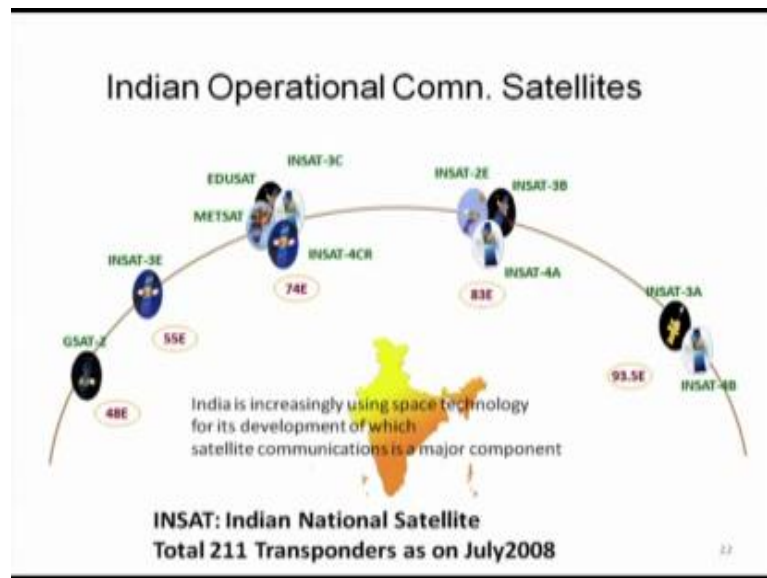 Indian Operational Comn. Satellites
INSAT-3C
EDUSAT
INSAT-2E
INSAT-3B
METSAT
INSAT-3E
INSAT-4CR
INSAT-4A
74E
83E
INSAT-3A
GSAT-2
55E
93.5E
INSAT-4B
48E
India is increasingly using space technology
for its development of which
satellite communications is a major component
INSAT: Indian National Satellite
Total 211 Transponders as on July2008
22